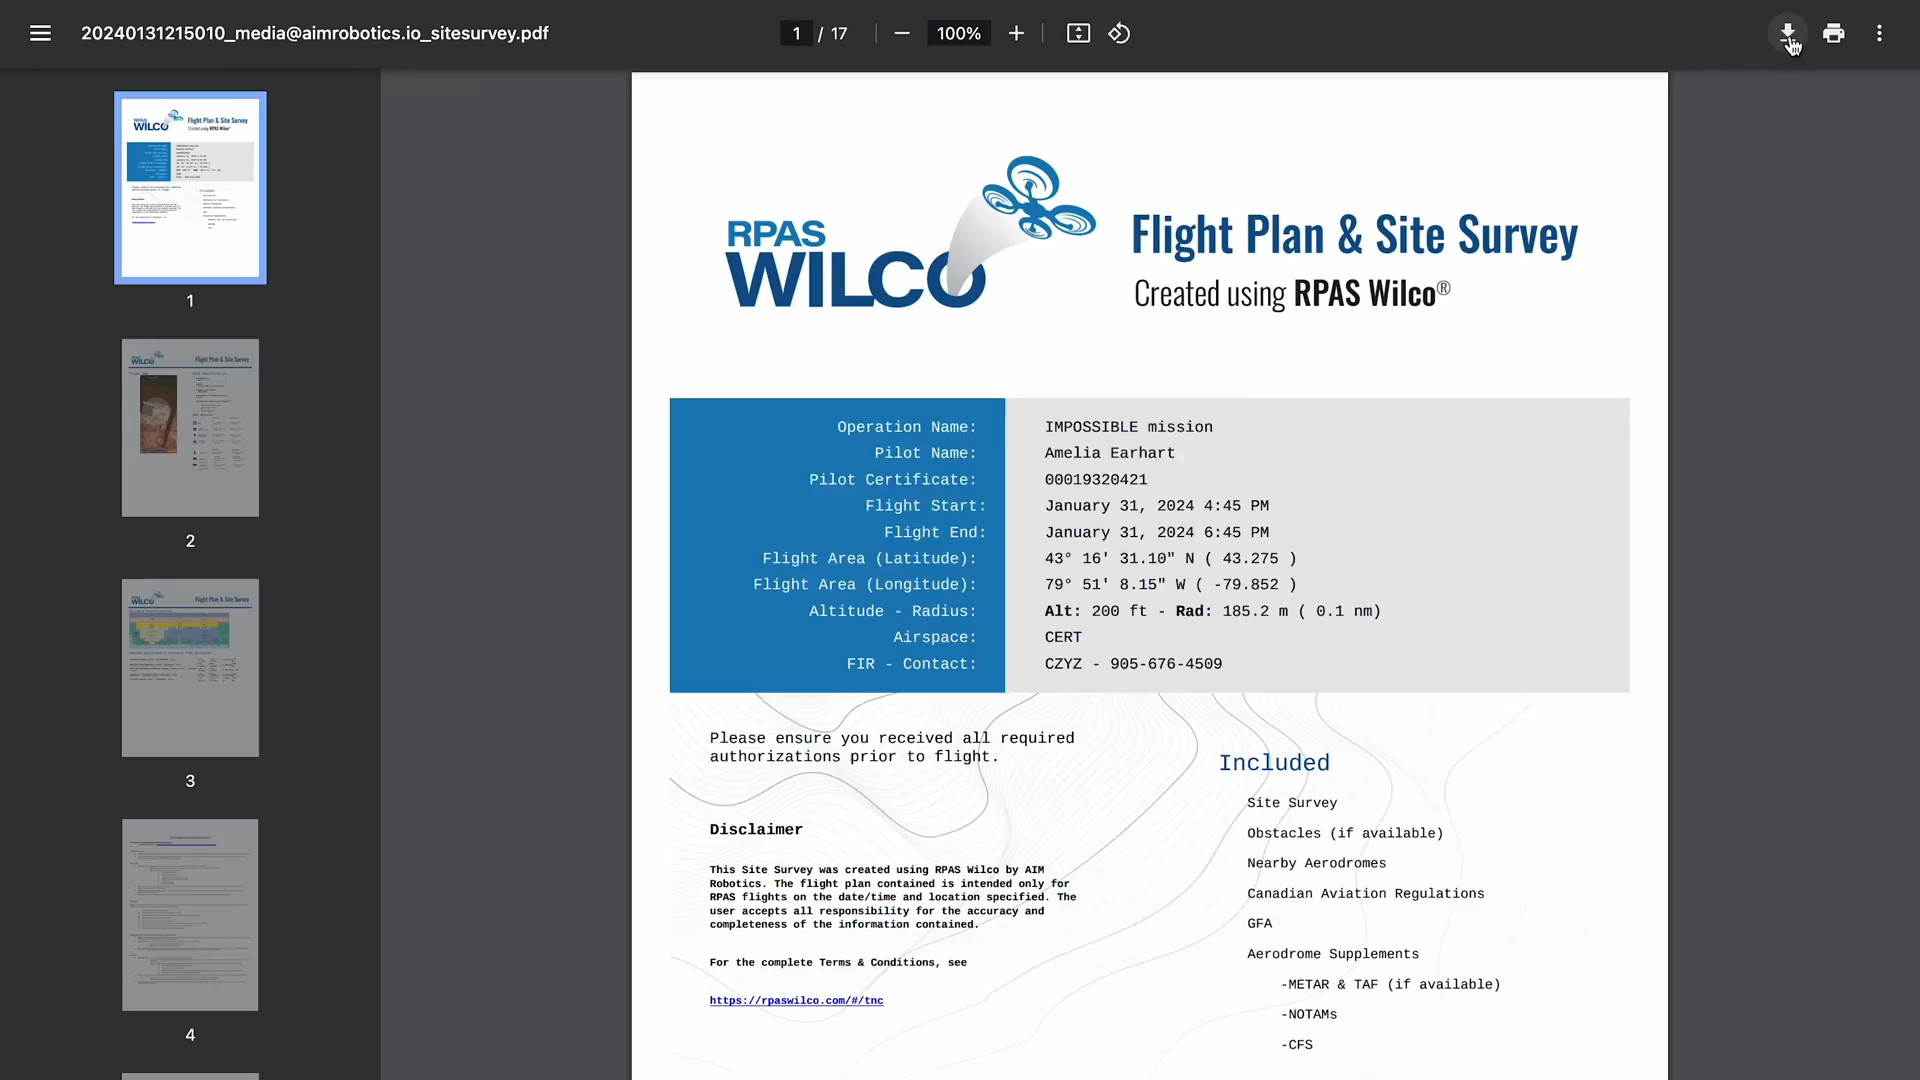 20240131215010_media@aimrobotics.io_sitesurvey.pdf
1 / 17
100%
1
2
3
4
RPAS
WILCO
Flight Plan & Site Survey
Created using RPAS Wilco®
Operation Name: IMPOSSIBLE mission
Pilot Name: Amelia Earhart
Pilot Certificate: 00019320421
Flight Start: January 31, 2024 4:45 PM
Flight End: January 31, 2024 6:45 PM
Flight Area (Latitude): 43° 16' 31.10" N ( 43.275 )
Flight Area (Longitude): 79° 51' 8.15" W ( -79.852 )
Altitude - Radius: Alt: 200 ft - Rad: 185.2 m ( 0.1 nm)
Airspace: CERT
FIR - Contact: CZYZ - 905-676-4509
Please ensure you received all required
authorizations prior to flight.
Disclaimer
This Site Survey was created using RPAS Wilco by AIM
Robotics. The flight plan contained is intended only for
RPAS flights on the date/time and location specified. The
user accepts all responsibility for the accuracy and
completeness of the information contained.
For the complete Terms & Conditions, see
https://rpaswilco.com/#/tnc
Included
Site Survey
Obstacles (if available)
Nearby Aerodromes
Canadian Aviation Regulations
GFA
Aerodrome Supplements
-METAR & TAF (if available)
-NOTAMs
-CFS